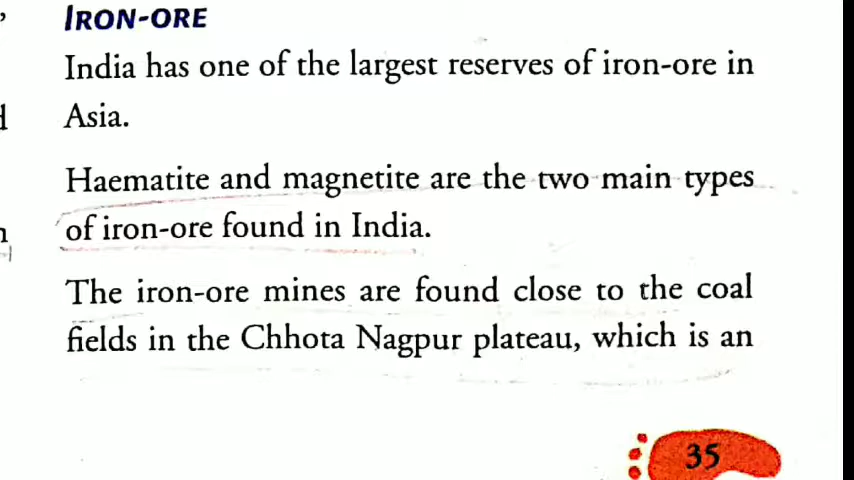 IRON-ORE
India has one of the largest reserves of iron-ore in
Asia.
Haematite and magnetite are the two main types
of iron-ore found in India.
The iron-ore mines are found close to the coal
fields in the Chhota Nagpur plateau, which is an
35